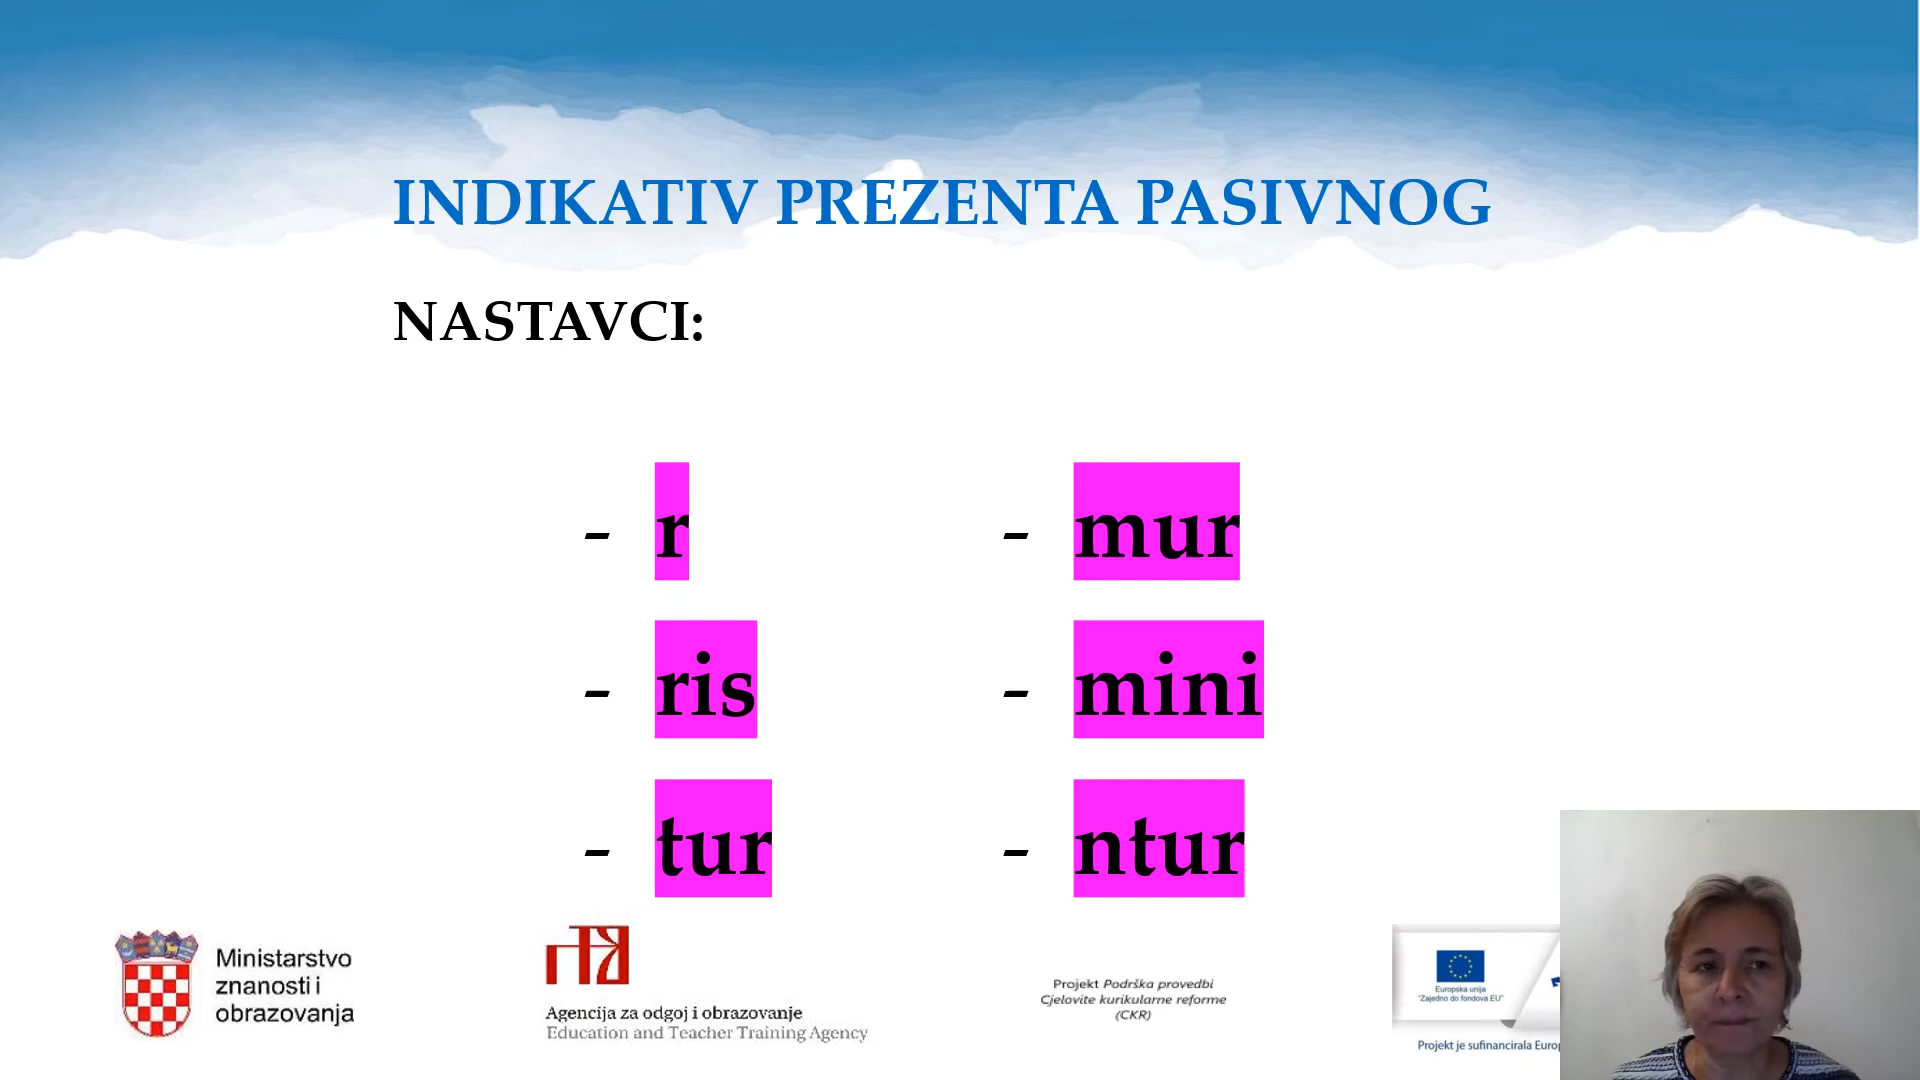 INDIKATIV PREZENTA PASIVNOG
NASTAVCI:
- r
- ris
- tur
- mur
- mini
- ntur
Ministarstvo
znanosti i
obrazovanja
Agencija za odgoj i obrazovanje
Education and Teacher Training Agency
Projekt Podrška provedbi
Cjelovite kurikularne reforme
(CKR)
Europska unija
"Zajedno do fondova EU"
Projekt je sufinancirala